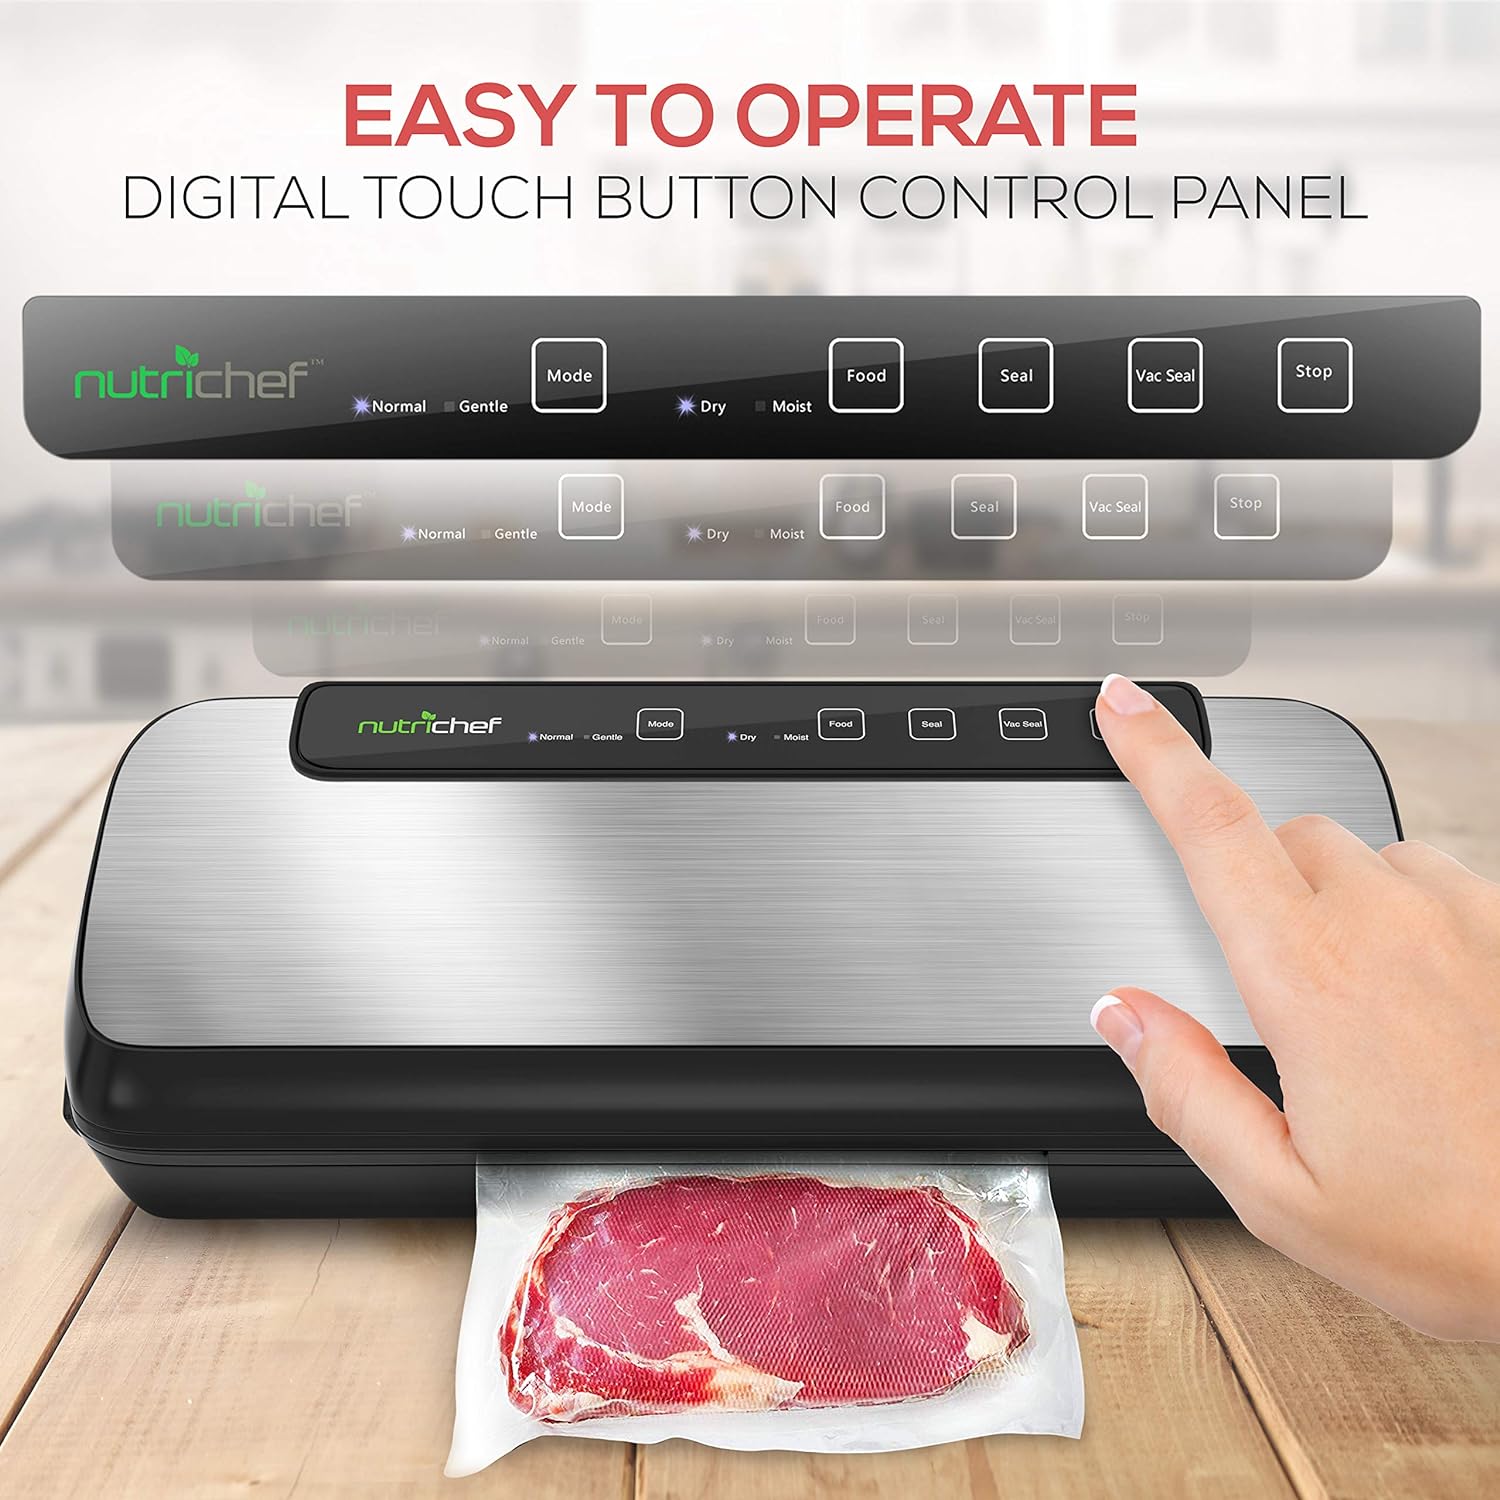 EASY TO OPERATE
DIGITAL TOUCH BUTTON CONTROL PANEL
nutrichef™ Normal Gentle Mode Dry Moist Food Seal Vac Seal Stop
nutrichef Normal Gentle Mode Dry Moist Food Seal Vac Seal Stop
nutrichef Normal Gentle Mode Dry Moist Food Seal Vac Seal Stop
nutrichef Normal Gentle Mode Dry Moist Food Seal Vac Seal